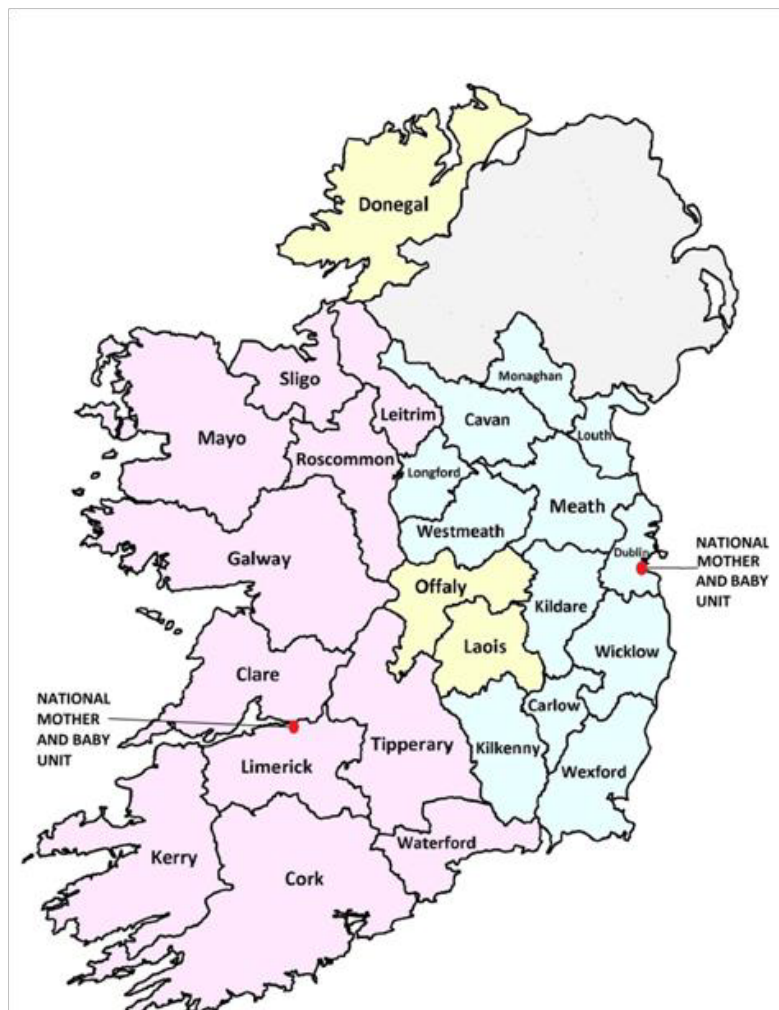 Donegal
Monaghan
Sligo
Leitrim
Cavan
Mayo
Louth
Roscommon
Longford
Meath
Westmeath
NATIONAL
MOTHER
AND BABY
UNIT
Dublin
Galway
Offaly
Kildare
Laois
Wicklow
Clare
NATIONAL
MOTHER
AND BABY
UNIT
Carlow
Tipperary
Kilkenny
Limerick
Wexford
Waterford
Kerry
Cork